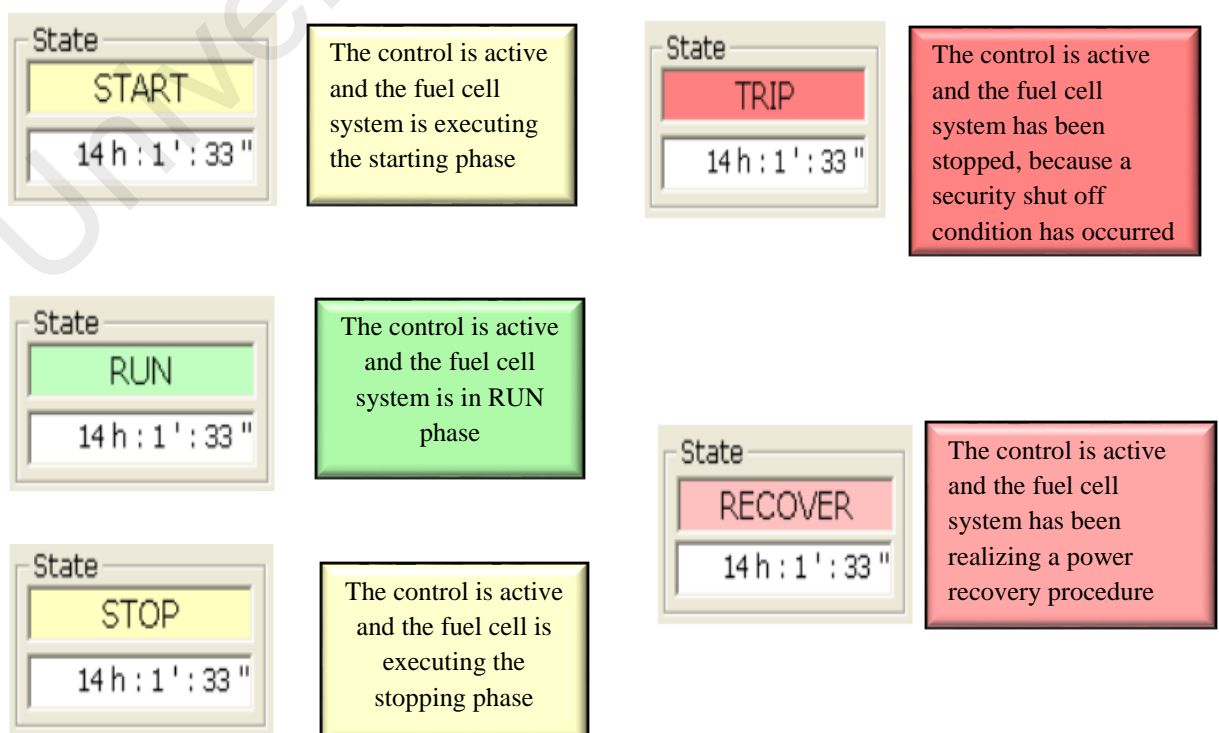 State
START
14 h : 1 ' : 33 "
The control is active
and the fuel cell
system is executing
the starting phase
State
TRIP
14 h : 1 ' : 33 "
The control is active
and the fuel cell
system has been
stopped, because a
security shut off
condition has occurred
State
RUN
14 h : 1 ' : 33 "
The control is active
and the fuel cell
system is in RUN
phase
State
RECOVER
14 h : 1 ' : 33 "
The control is active
and the fuel cell
system has been
realizing a power
recovery procedure
State
STOP
14 h : 1 ' : 33 "
The control is active
and the fuel cell is
executing the
stopping phase